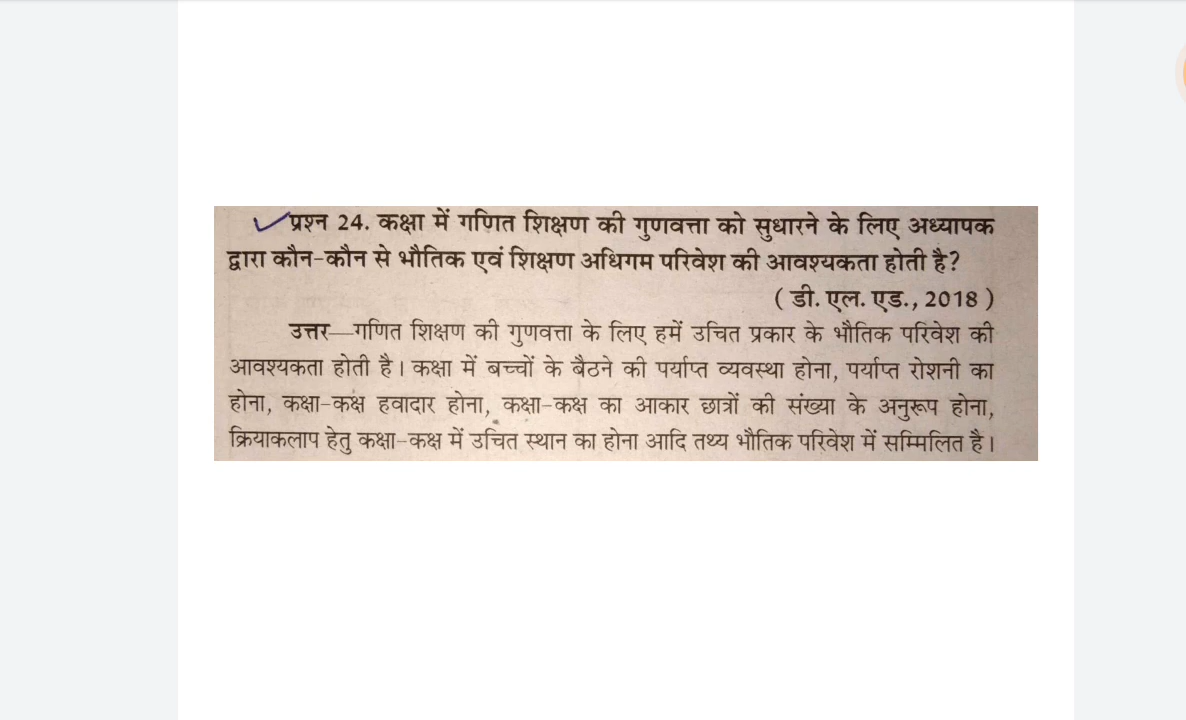 प्रश्न 24. कक्षा में गणित शिक्षण की गुणवत्ता को सुधारने के लिए अध्यापक
द्वारा कौन-कौन से भौतिक एवं शिक्षण अधिगम परिवेश की आवश्यकता होती है?
( डी. एल. एड., 2018 )
उत्तर—गणित शिक्षण की गुणवत्ता के लिए हमें उचित प्रकार के भौतिक परिवेश की
आवश्यकता होती है। कक्षा में बच्चों के बैठने की पर्याप्त व्यवस्था होना, पर्याप्त रोशनी का
होना, कक्षा-कक्ष हवादार होना, कक्षा-कक्ष का आकार छात्रों की संख्या के अनुरूप होना,
क्रियाकलाप हेतु कक्षा-कक्ष में उचित स्थान का होना आदि तथ्य भौतिक परिवेश में सम्मिलित है।